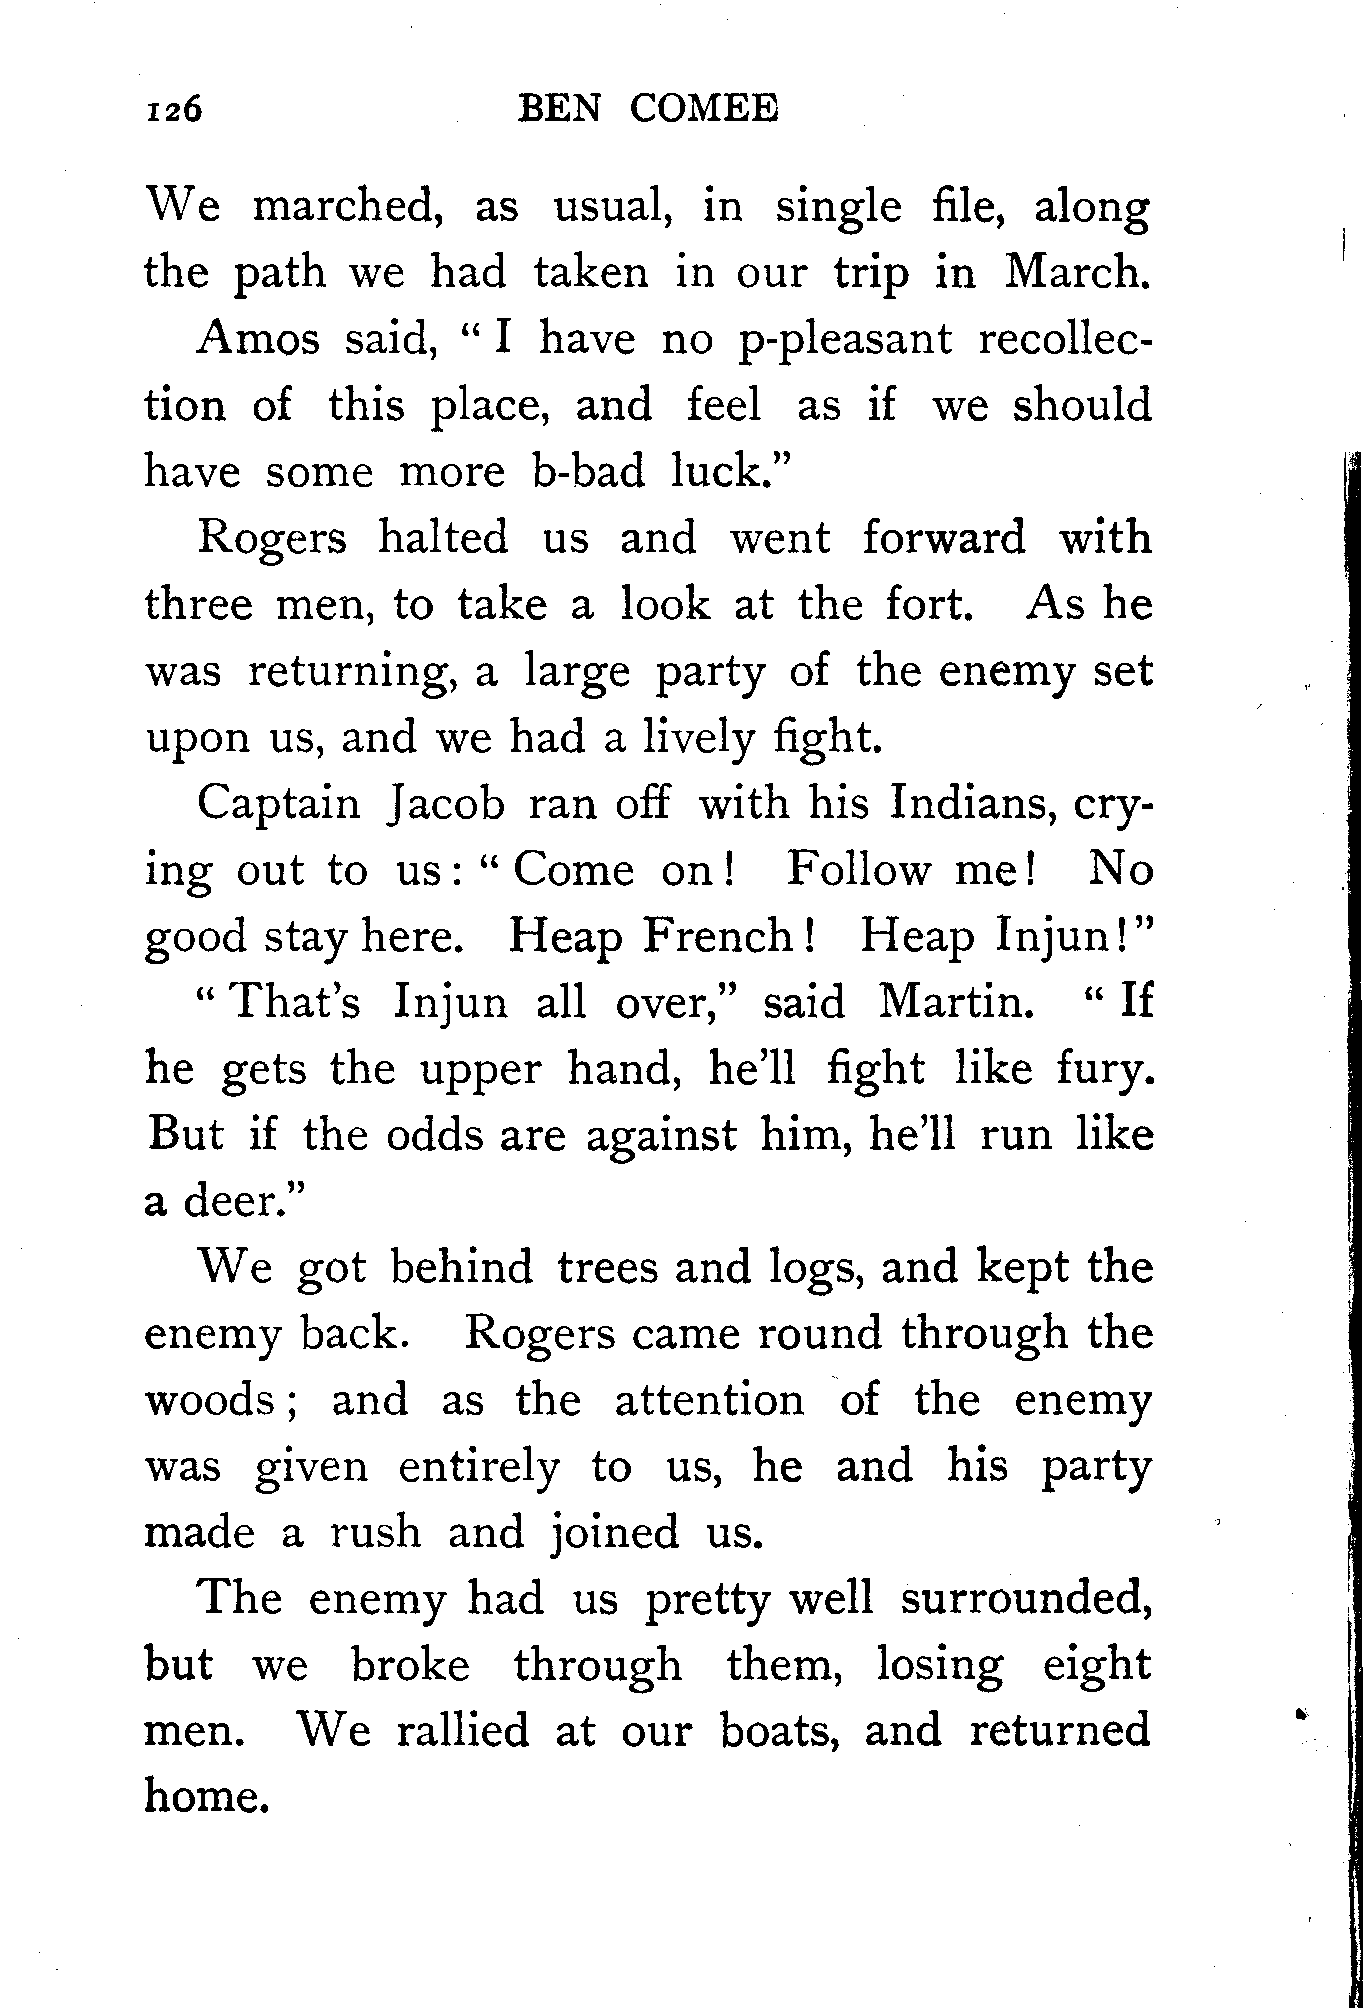 126 BEN COMEE
We marched, as usual, in single file, along
the path we had taken in our trip in March.
Amos said, “ I have no p-pleasant recollec-
tion of this place, and feel as if we should
have some more b-bad luck.”
Rogers halted us and went forward with
three men, to take a look at the fort. As he
was returning, a large party of the enemy set
upon us, and we had a lively fight.
Captain Jacob ran off with his Indians, cry-
ing out to us : “ Come on ! Follow me ! No
good stay here. Heap French ! Heap Injun ! ”
“ That’s Injun all over,” said Martin. “ If
he gets the upper hand, he’ll fight like fury.
But if the odds are against him, he’ll run like
a deer.”
We got behind trees and logs, and kept the
enemy back. Rogers came round through the
woods ; and as the attention of the enemy
was given entirely to us, he and his party
made a rush and joined us.
The enemy had us pretty well surrounded,
but we broke through them, losing eight
men. We rallied at our boats, and returned
home.